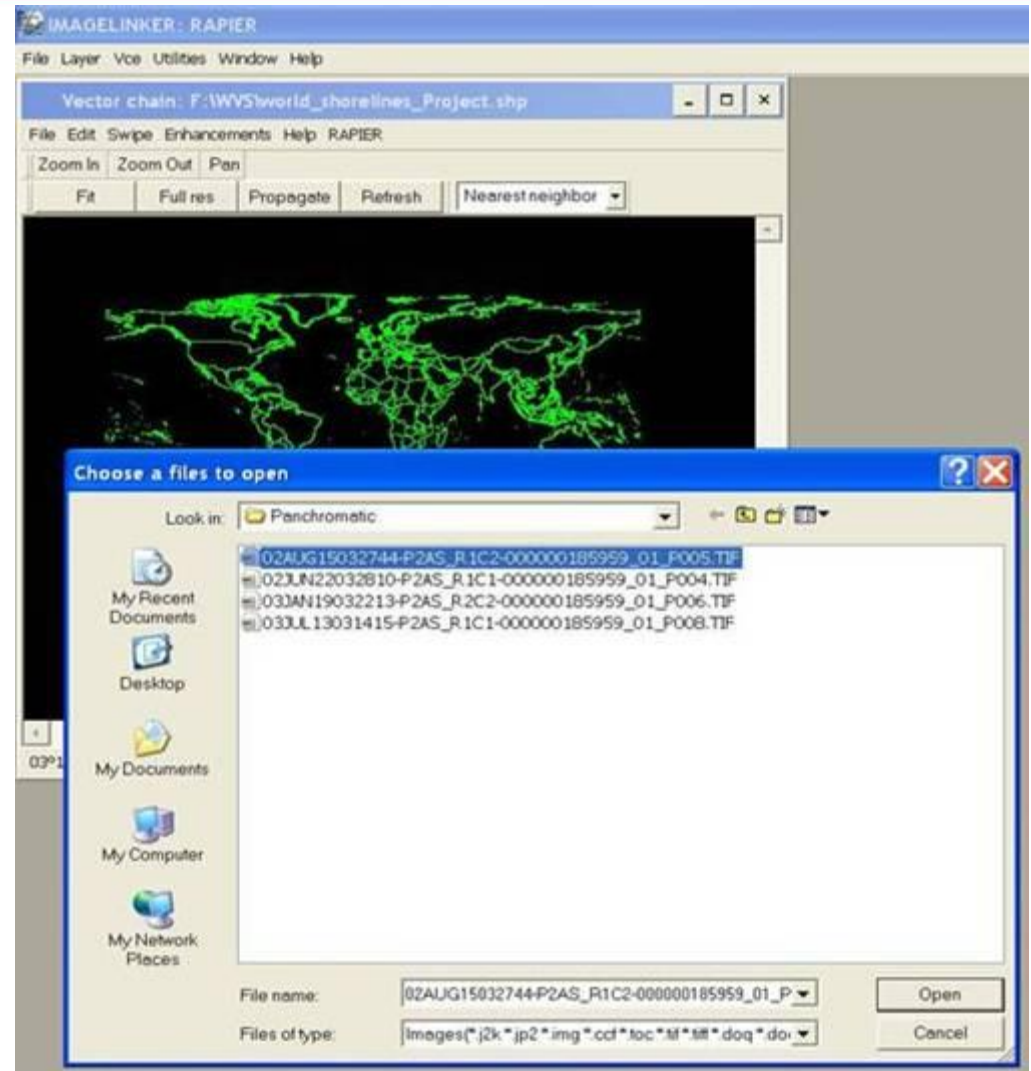 IMAGELINKER: RAPIER
File Layer Vce Utilities Window Help
Vector chain: F:\WVS\world_shorelines_Project.shp
File Edit Swipe Enhancements Help RAPIER
Zoom In Zoom Out Pan
Fit Full res Propagate Refresh Nearest neighbor
Choose a files to open
Look in: Panchromatic
02AUG15032744-P2AS_R1C2-000000185959_01_P005.TIF
02JUN22032810-P2AS_R1C1-000000185959_01_P004.TIF
03JAN19032213-P2AS_R2C2-000000185959_01_P006.TIF
03JUL13031415-P2AS_R1C1-000000185959_01_P008.TIF
My Recent
Documents
Desktop
03º1
My Documents
My Computer
My Network
Places
File name: 02AUG15032744-P2AS_R1C2-000000185959_01_P Open
Files of type: Images(*.j2k *.jp2 *.img *.ccf *.toc *.tif *.tiff *.doq *.do Cancel